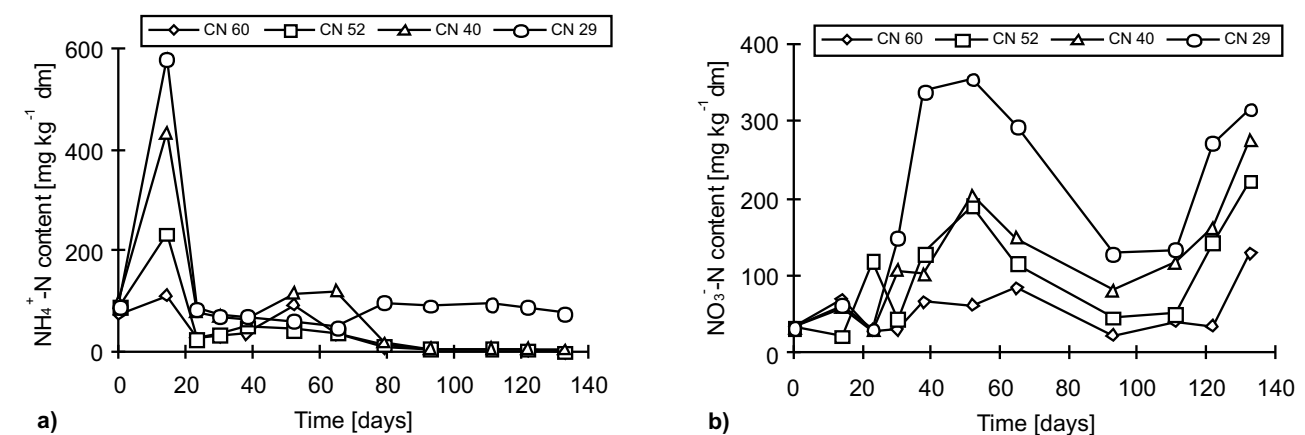 CN 60 CN 52 CN 40 CN 29
NH₄⁺-N content [mg kg⁻¹ dm]
600
400
200
0
0 20 40 60 80 100 120 140
Time [days]
a)
CN 60 CN 52 CN 40 CN 29
NO₃⁻-N content [mg kg⁻¹ dm]
400
300
200
100
0
0 20 40 60 80 100 120 140
Time [days]
b)